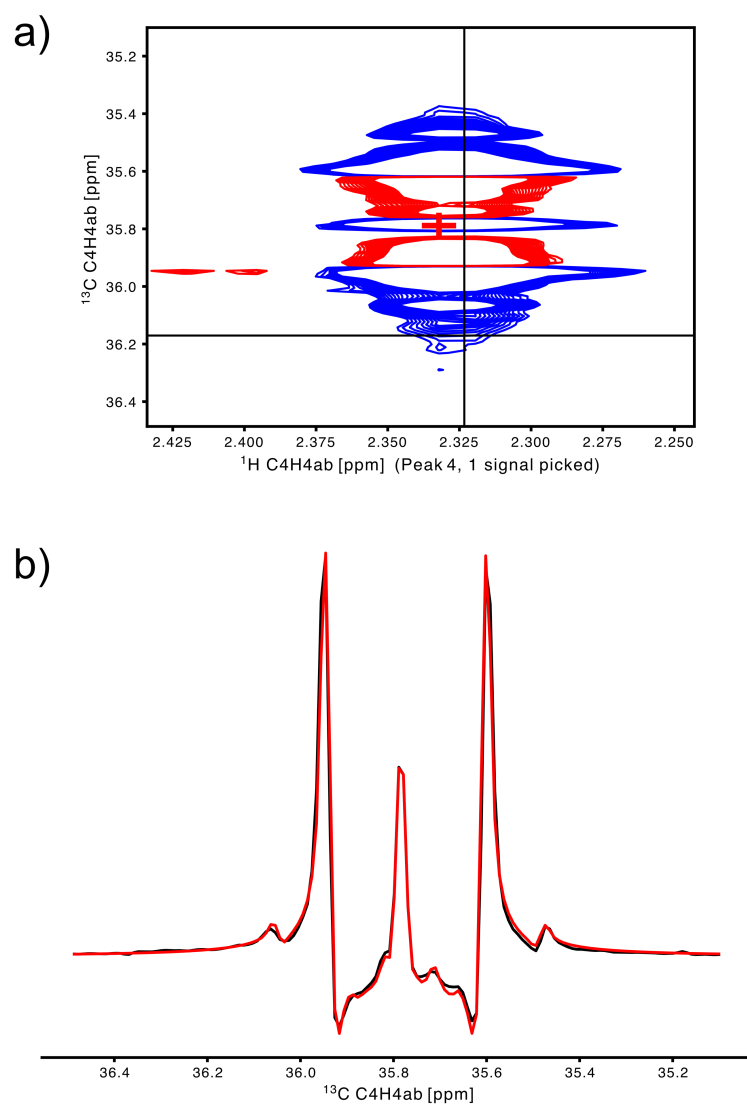 a)
35.2
35.4
35.6
35.8
36.0
36.2
36.4
13C C4H4ab [ppm]
2.425 2.400 2.375 2.350 2.325 2.300 2.275 2.250
1H C4H4ab [ppm] (Peak 4, 1 signal picked)
b)
36.4 36.2 36.0 35.8 35.6 35.4 35.2
13C C4H4ab [ppm]